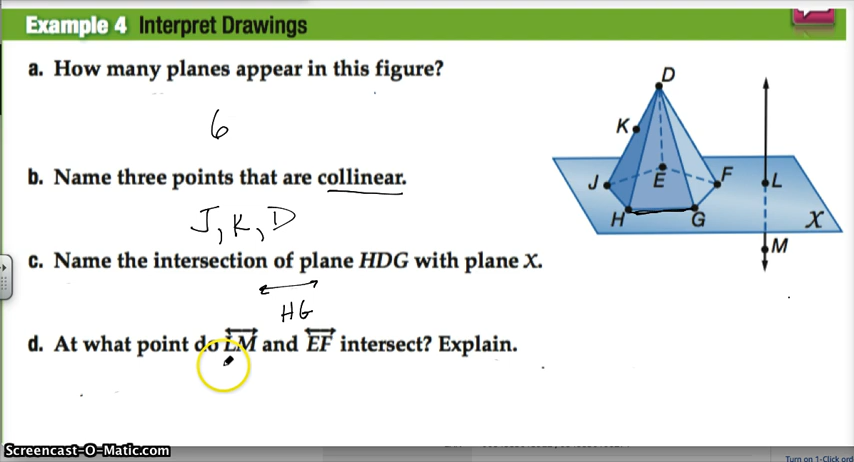 Example 4 Interpret Drawings
a. How many planes appear in this figure?
6
b. Name three points that are collinear.
J, K, D
c. Name the intersection of plane HDG with plane X.
HG
d. At what point do LM and EF intersect? Explain.
D
K
J
E
F
L
H
G
X
M
Screencast-O-Matic.com
Turn on 1-Click ord